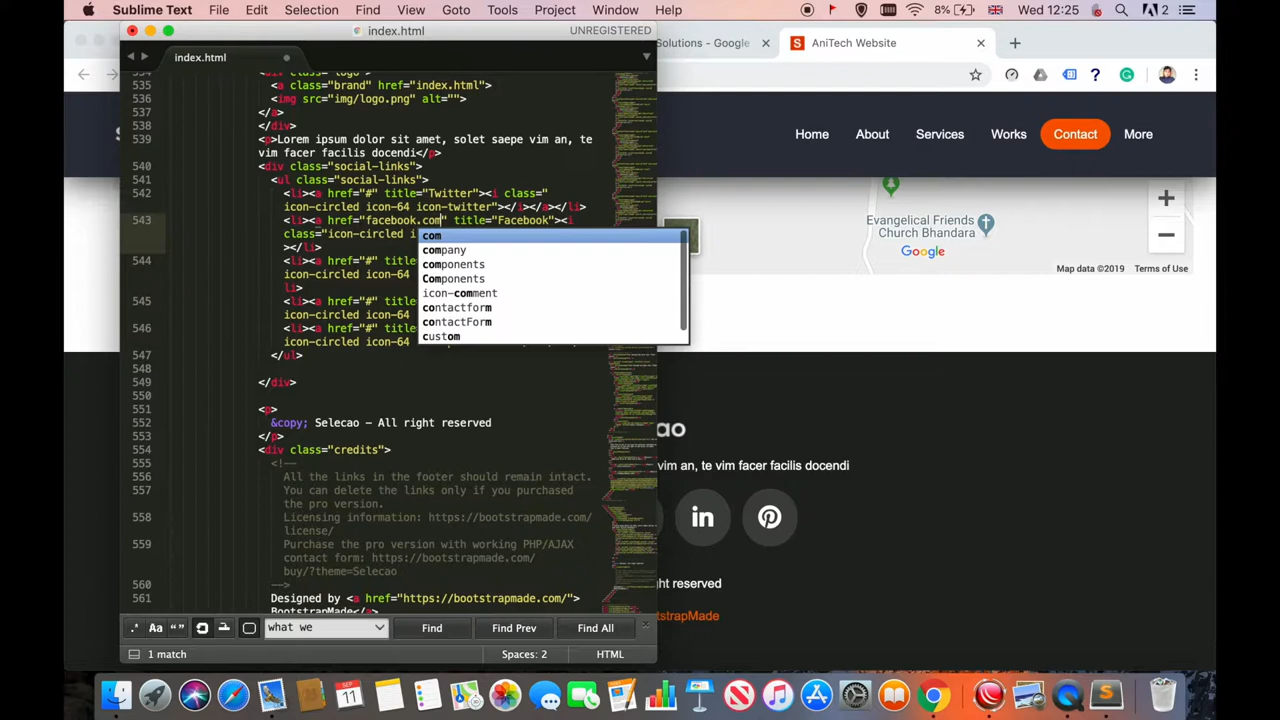 Sublime Text File Edit Selection Find View Goto Tools Project Window Help 8% Wed 12:25 2
index.html UNREGISTERED
Solutions - Google AniTech Website
index.html
535 <a class="brand" href="index.html">
536 <img src="img/logo.png" alt="">
537 </a>
538 </div>
539 <p>Lorem ipsum dolor sit amet, solet saepe vim an, te
vim facer facilis docendi</p>
540 <div class="social-links">
541 <ul class="social-links">
542 <li><a href="#" title="Twitter"><i class="
icon-circled icon-64 icon-twitter"></i></a></li>
543 <li><a href="facebook.com" title="Facebook"><i
class="icon-circled i
></li>
544 <li><a href="#" title=
icon-circled icon-64
li>
545 <li><a href="#" title=
icon-circled icon-64
546 <li><a href="#" title=
icon-circled icon-64
547 </ul>
548
549 </div>
550
551 <p>
552 &copy; Selecao - All right reserved
553 </p>
554 <div class="credits">
555 <!--
556 All the links in the footer should remain intact.
557 You can delete the links only if you purchased
the pro version.
558 Licensing information: https://bootstrapmade.com/
license/
559 Purchase the pro version with working PHP/AJAX
contact form: https://bootstrapmade.com/
buy/?theme=Selecao
560 -->
561 Designed by <a href="https://bootstrapmade.com/">
BootstrapMade</a>
com
company
components
Components
icon-comment
contactform
contactForm
custom
.* Aa “” what we Find Find Prev Find All
1 match Spaces: 2 HTML
Home About Services Works Contact More
Evangelical Friends
Church Bhandara
Google
Map data ©2019 Terms of Use
ao
vim an, te vim facer facilis docendi
in
ht reserved
tstrapMade
SEP
11